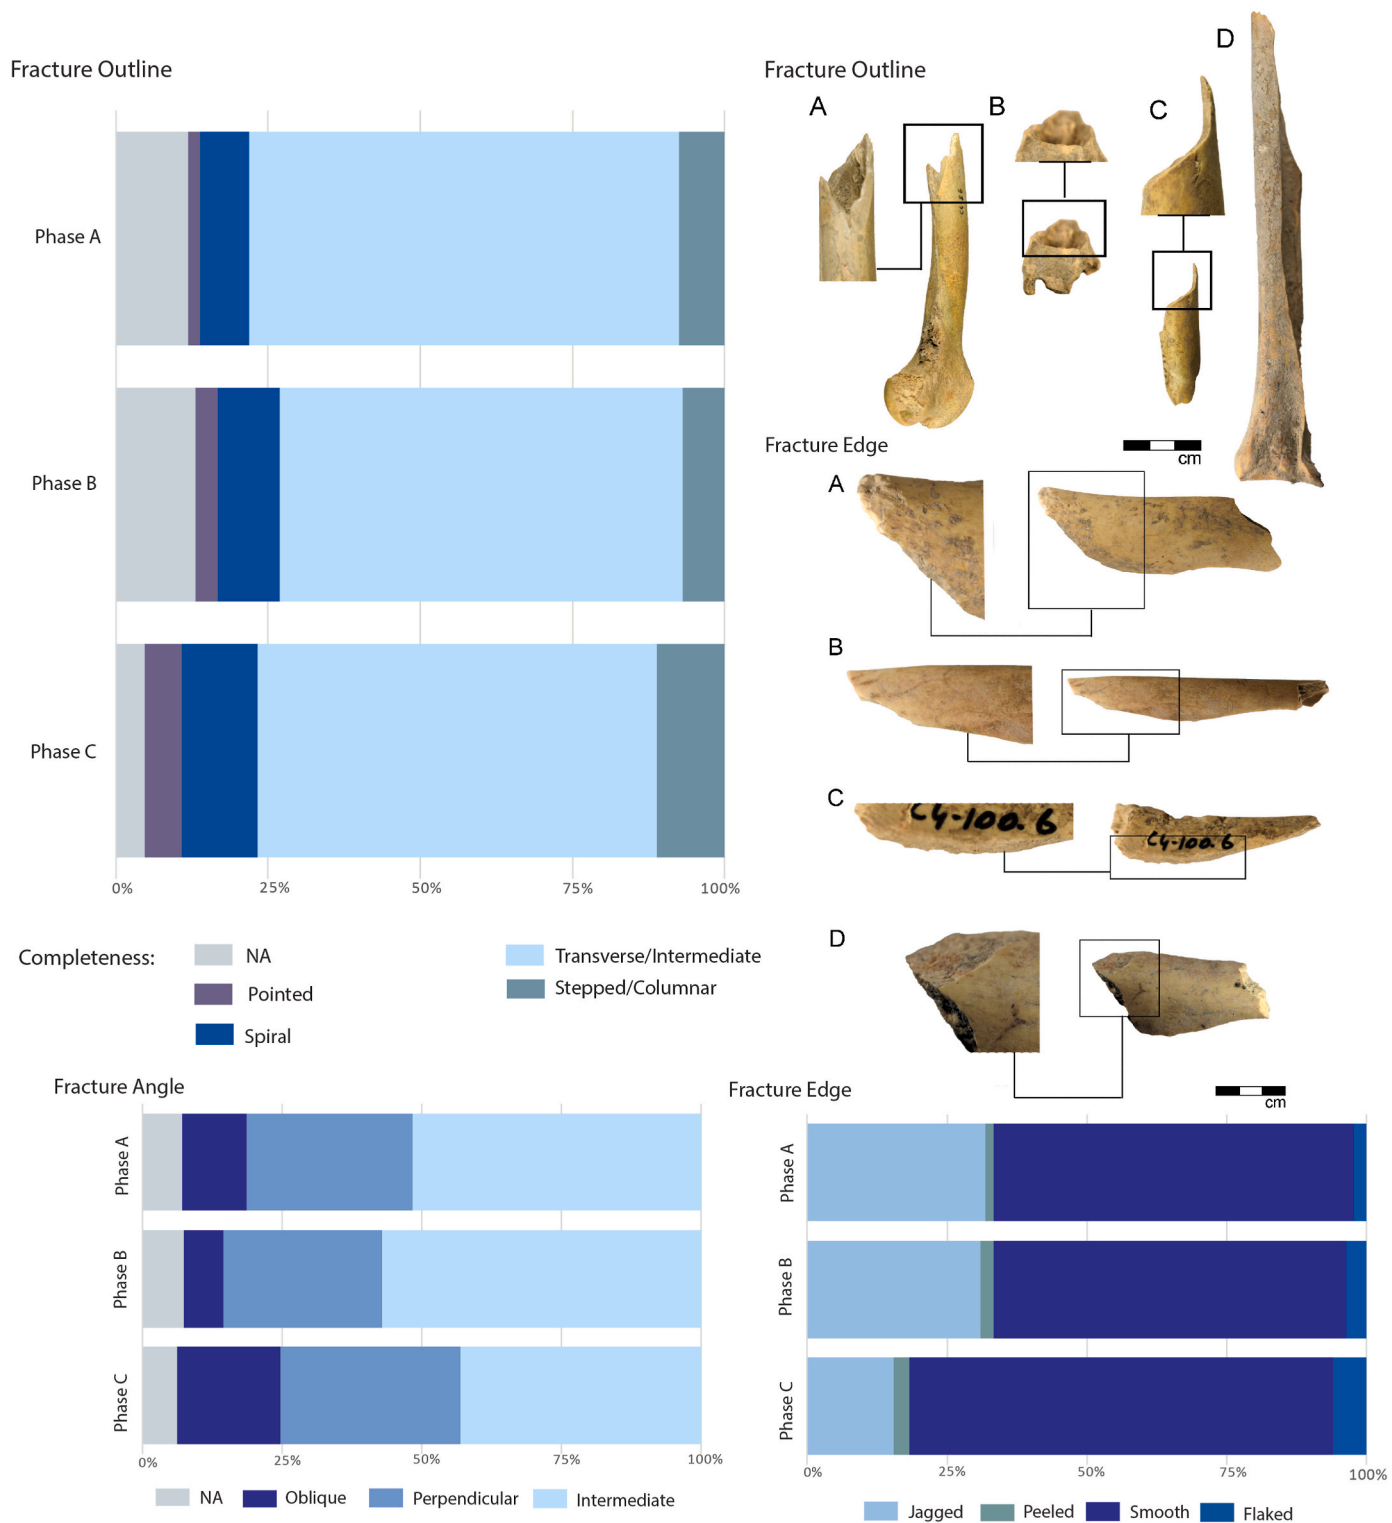 Fracture Outline
Phase A
Phase B
Phase C
0% 25% 50% 75% 100%
Completeness:
NA
Pointed
Spiral
Transverse/Intermediate
Stepped/Columnar
Fracture Outline
A
B
C
D
cm
Fracture Edge
A
B
C
C4-100.6
C4-100.6
D
cm
Fracture Angle
Phase A
Phase B
Phase C
0% 25% 50% 75% 100%
NA Oblique Perpendicular Intermediate
Fracture Edge
Phase A
Phase B
Phase C
0% 25% 50% 75% 100%
Jagged Peeled Smooth Flaked